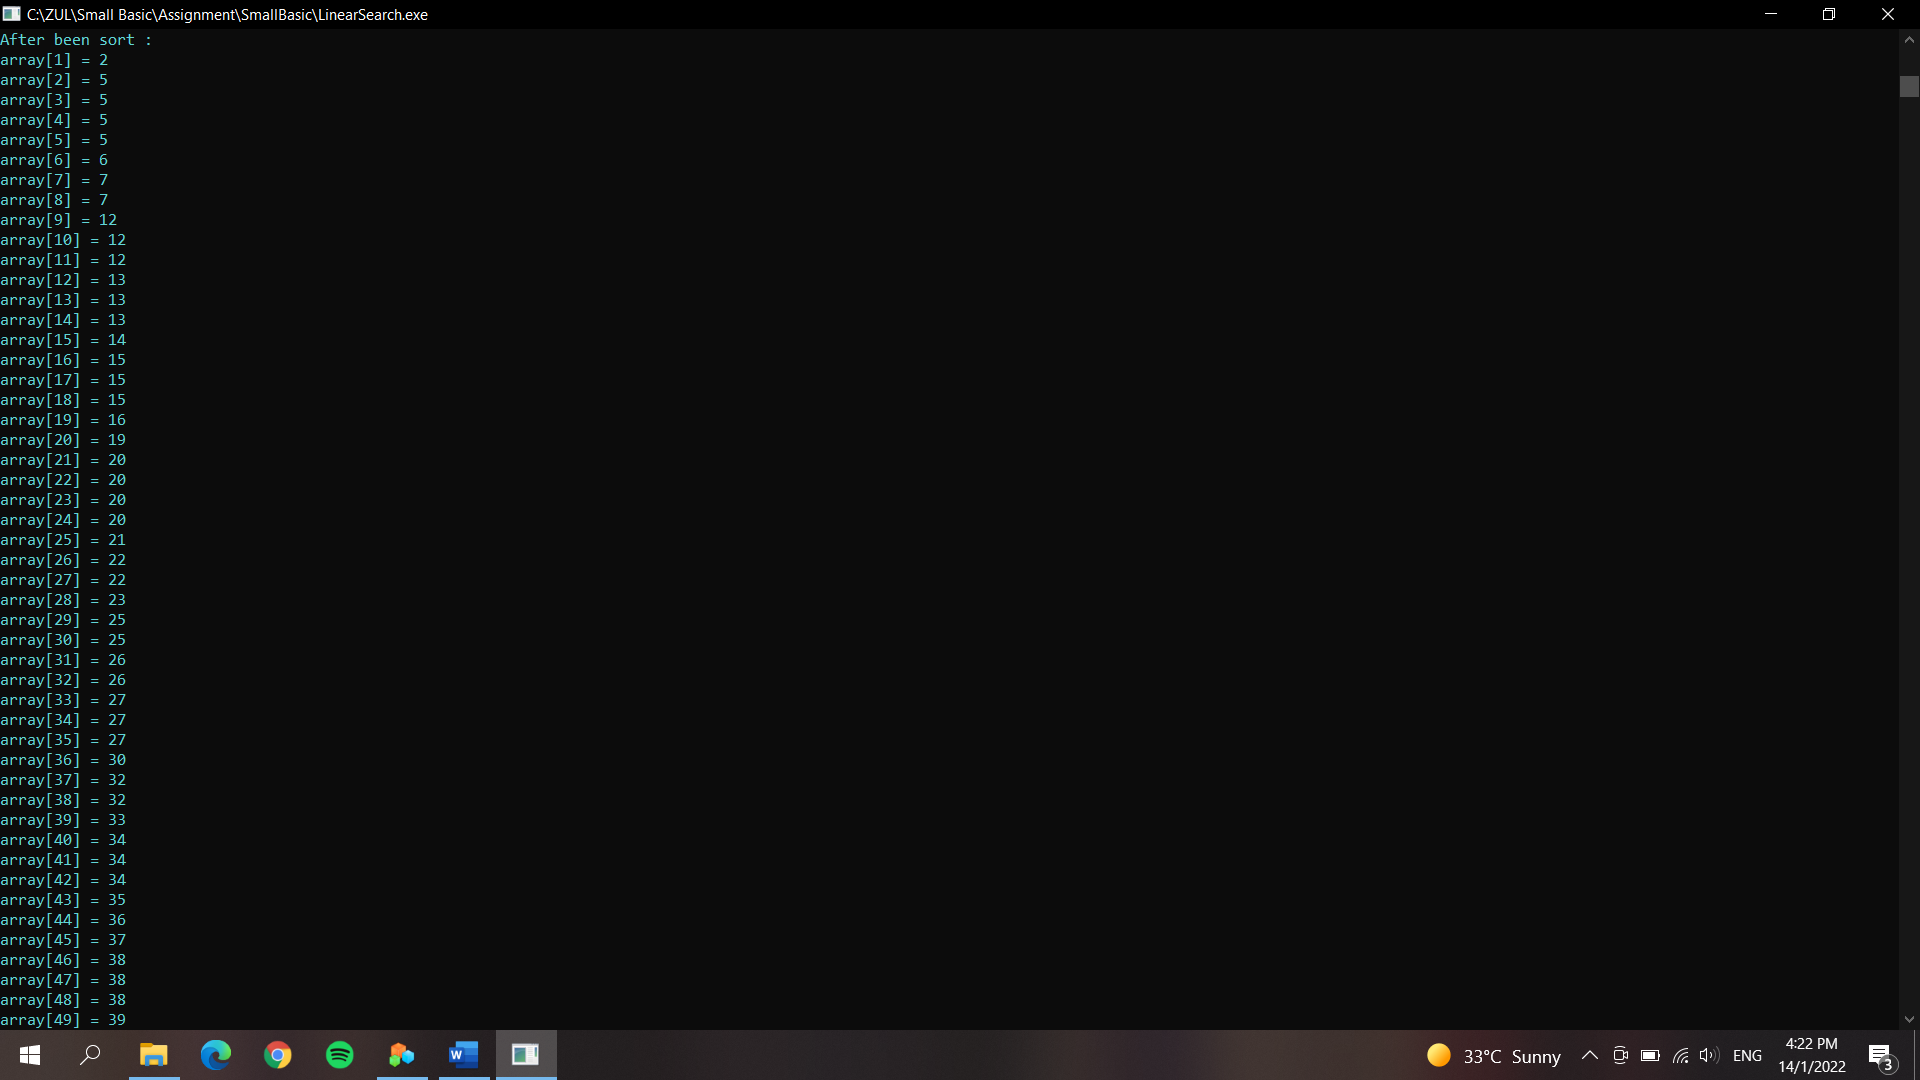 C:\ZUL\Small Basic\Assignment\SmallBasic\LinearSearch.exe
After been sort :
array[1] = 2
array[2] = 5
array[3] = 5
array[4] = 5
array[5] = 5
array[6] = 6
array[7] = 7
array[8] = 7
array[9] = 12
array[10] = 12
array[11] = 12
array[12] = 13
array[13] = 13
array[14] = 13
array[15] = 14
array[16] = 15
array[17] = 15
array[18] = 15
array[19] = 16
array[20] = 19
array[21] = 20
array[22] = 20
array[23] = 20
array[24] = 20
array[25] = 21
array[26] = 22
array[27] = 22
array[28] = 23
array[29] = 25
array[30] = 25
array[31] = 26
array[32] = 26
array[33] = 27
array[34] = 27
array[35] = 27
array[36] = 30
array[37] = 32
array[38] = 32
array[39] = 33
array[40] = 34
array[41] = 34
array[42] = 34
array[43] = 35
array[44] = 36
array[45] = 37
array[46] = 38
array[47] = 38
array[48] = 38
array[49] = 39
W
33°C Sunny
ENG
4:22 PM
14/1/2022
3